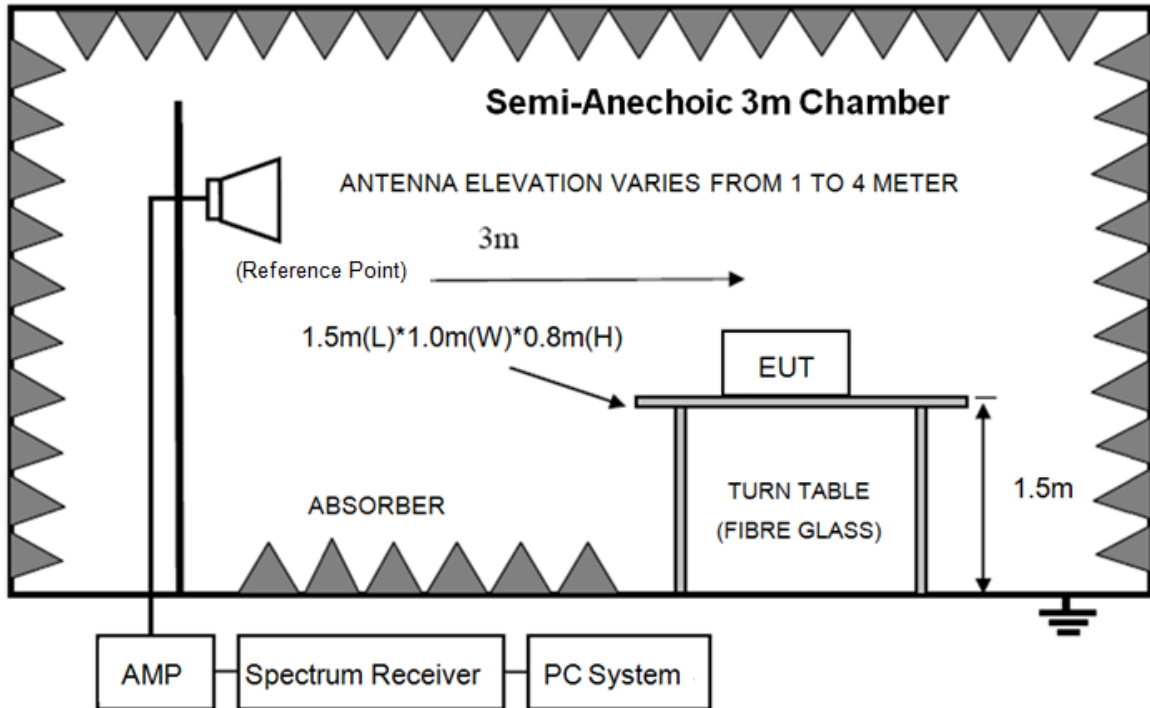 Semi-Anechoic 3m Chamber
ANTENNA ELEVATION VARIES FROM 1 TO 4 METER
3m
(Reference Point)
1.5m(L)*1.0m(W)*0.8m(H)
EUT
TURN TABLE
(FIBRE GLASS)
1.5m
ABSORBER
AMP
Spectrum Receiver
PC System